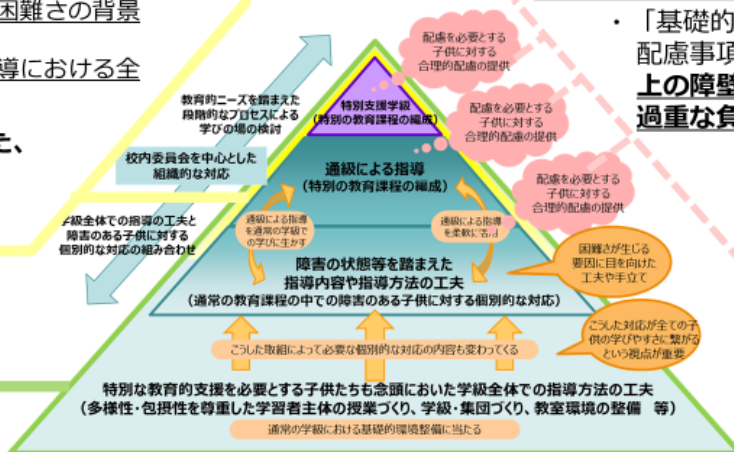 困難さの背景
導における全
た、
・「基礎的
配慮事項
上の障壁
過重な負
配慮を必要とする
子供に対する
合理的配慮の提供
教育的ニーズを踏まえた
段階的なプロセスによる
学びの場の検討
特別支援学級
(特別の教育課程の編成)
配慮を必要とする
子供に対する
合理的配慮の提供
校内委員会を中心とした
組織的な対応
通級による指導
(特別の教育課程の編成)
配慮を必要とする
子供に対する
合理的配慮の提供
学級全体での指導の工夫と
障害のある子供に対する
個別的な対応の組み合わせ
通級による指導
を通常の学級で
の学びに生かす
通級による指導
を柔軟に活用
障害の状態等を踏まえた
指導内容や指導方法の工夫
(通常の教育課程の中での障害のある子供に対する個別的な対応)
困難さが生じる
要因に目を向けた
工夫や手立て
こうした対応が全ての子
供の学びやすさに繋がる
という視点が重要
こうした取組によって必要な個別的な対応の内容も変わってくる
特別な教育的支援を必要とする子供たちも念頭においた学級全体での指導方法の工夫
(多様性・包摂性を尊重した学習者主体の授業づくり、学級・集団づくり、教室環境の整備 等)
通常の学級における基礎的環境整備に当たる